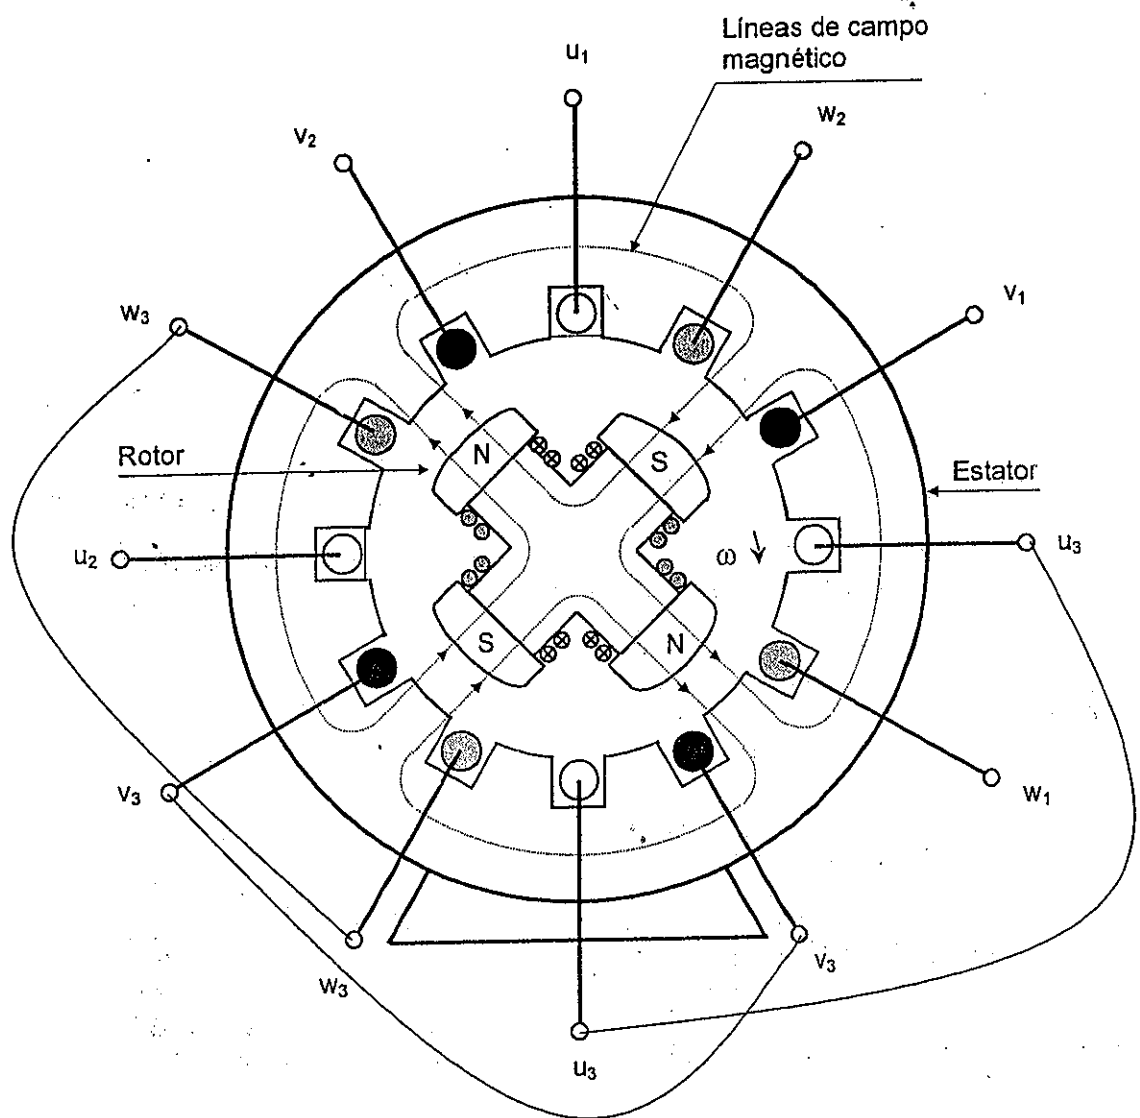 Líneas de campo
magnético
u₁
v₂
w₂
w₃
v₁
Rotor
N
S
Estator
u₂
ω
u₃
S
N
v₃
w₁
w₃
v₃
u₃